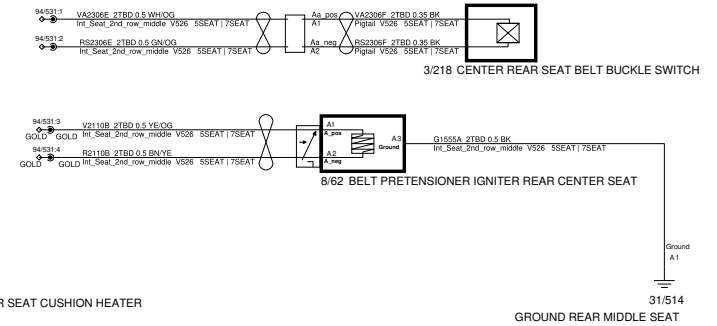 94/531:1 VA2306E 2TBD 0.5 WH/OG Aa_pos VA2306F 2TBD 0.35 BK
Int_Seat_2nd_row_middle V526 5SEAT | 7SEAT A1 Pigtail V526 5SEAT | 7SEAT
94/531:2 RS2306E 2TBD 0.5 GN/OG Aa_neg RS2306F 2TBD 0.35 BK
Int_Seat_2nd_row_middle V526 5SEAT | 7SEAT A2 Pigtail V526 5SEAT | 7SEAT
3/218 CENTER REAR SEAT BELT BUCKLE SWITCH
94/531:3 V2110B 2TBD 0.5 YE/OG A1
GOLD GOLD Int_Seat_2nd_row_middle V526 5SEAT | 7SEAT A_pos
A3 G1555A 2TBD 0.5 BK
Ground Int_Seat_2nd_row_middle V526 5SEAT | 7SEAT
94/531:4 R2110B 2TBD 0.5 BN/YE A2
GOLD GOLD Int_Seat_2nd_row_middle V526 5SEAT | 7SEAT A_neg
8/62 BELT PRETENSIONER IGNITER REAR CENTER SEAT
Ground
A1
R SEAT CUSHION HEATER
31/514
GROUND REAR MIDDLE SEAT